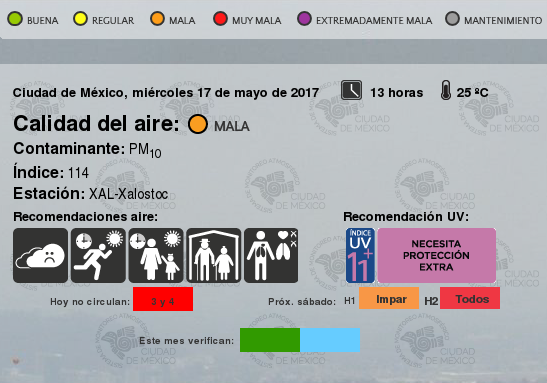 BUENA REGULAR MALA MUY MALA EXTREMADAMENTE MALA MANTENIMIENTO
Ciudad de México, miércoles 17 de mayo de 2017 13 horas 25 ºC
Calidad del aire: MALA
Contaminante: PM10
Índice: 114
Estación: XAL-Xalostoc
Recomendaciones aire: Recomendación UV:
ÍNDICE
UV
11+
NECESITA
PROTECCIÓN
EXTRA
Hoy no circulan: 3 y 4 Próx. sábado: H1 Impar H2 Todos
Este mes verifican:
CIUDAD
DE MÉXICO